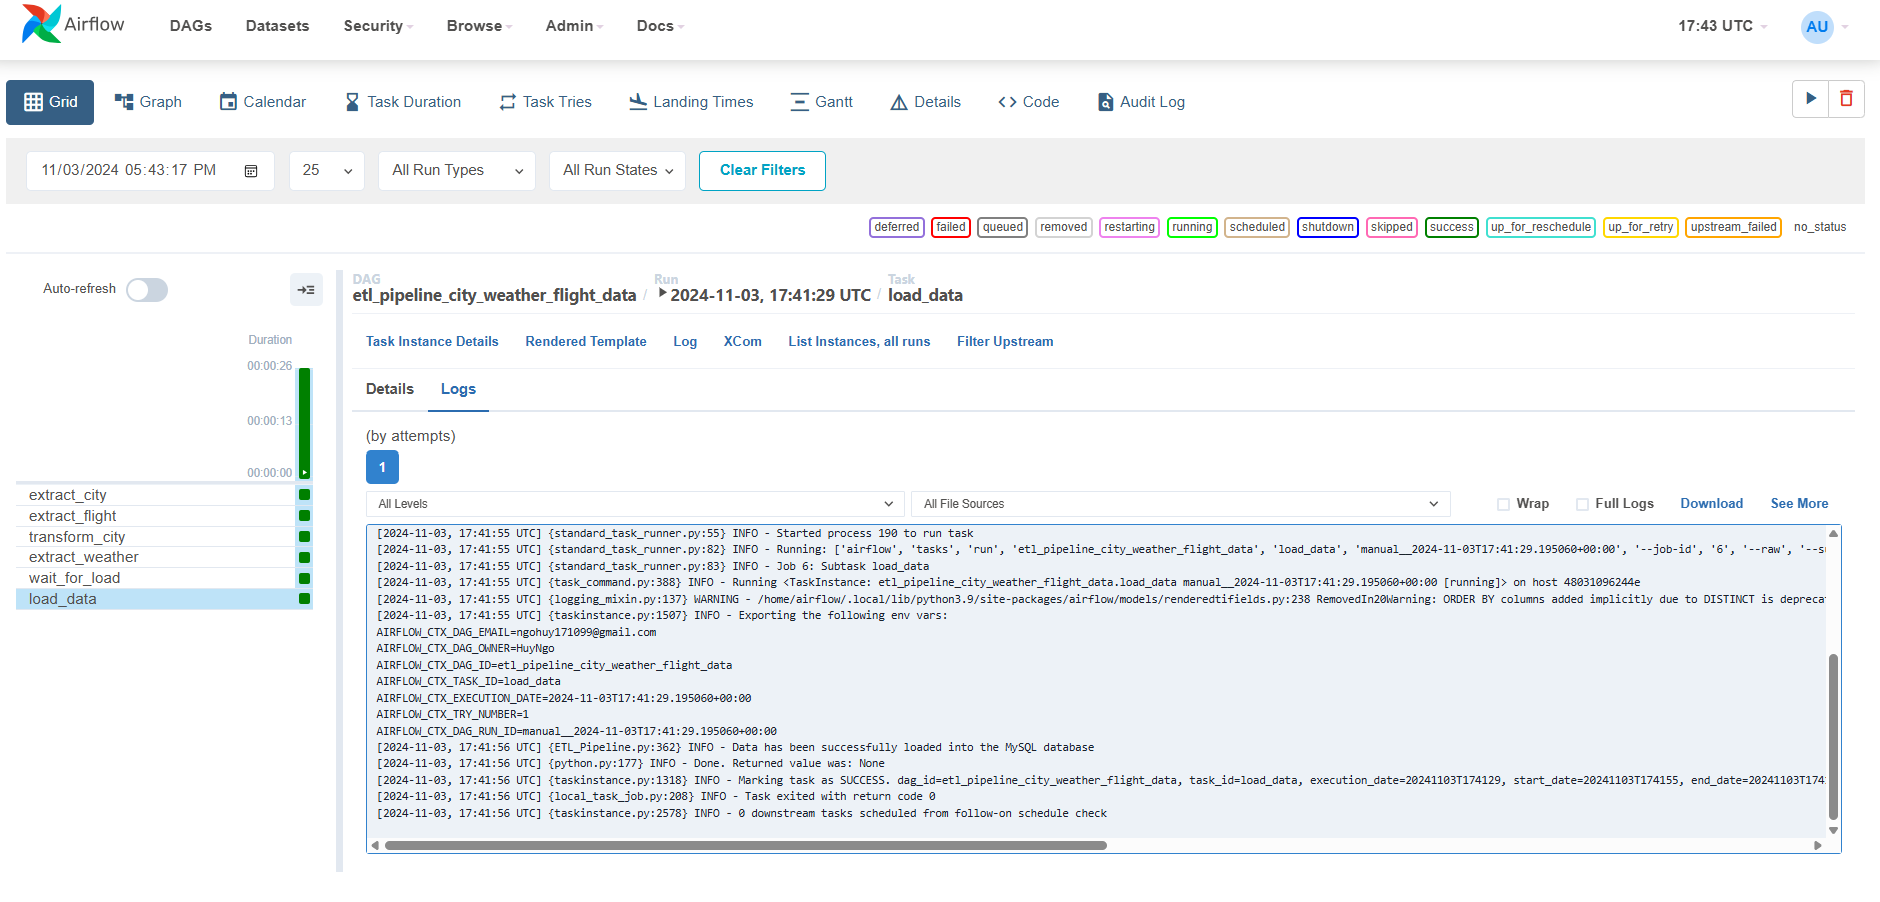 Airflow DAGs Datasets Security Browse Admin Docs 17:43 UTC AU
Grid Graph Calendar Task Duration Task Tries Landing Times Gantt Details Code Audit Log
11/03/2024 05:43:17 PM 25 All Run Types All Run States Clear Filters
deferred failed queued removed restarting running scheduled shutdown skipped success up_for_reschedule up_for_retry upstream_failed no_status
Auto-refresh
Duration
00:00:26
00:00:13
00:00:00
extract_city
extract_flight
transform_city
extract_weather
wait_for_load
load_data
DAG Run Task
etl_pipeline_city_weather_flight_data / 2024-11-03, 17:41:29 UTC / load_data
Task Instance Details Rendered Template Log XCom List Instances, all runs Filter Upstream
Details Logs
(by attempts)
1
All Levels All File Sources Wrap Full Logs Download See More
[2024-11-03, 17:41:55 UTC] {standard_task_runner.py:55} INFO - Started process 190 to run task
[2024-11-03, 17:41:55 UTC] {standard_task_runner.py:82} INFO - Running: ['airflow', 'tasks', 'run', 'etl_pipeline_city_weather_flight_data', 'load_data', 'manual__2024-11-03T17:41:29.195060+00:00', '--job-id', '6', '--raw', '--s
[2024-11-03, 17:41:55 UTC] {standard_task_runner.py:83} INFO - Job 6: Subtask load_data
[2024-11-03, 17:41:55 UTC] {task_command.py:388} INFO - Running <TaskInstance: etl_pipeline_city_weather_flight_data.load_data manual__2024-11-03T17:41:29.195060+00:00 [running]> on host 48031096244e
[2024-11-03, 17:41:55 UTC] {logging_mixin.py:137} WARNING - /home/airflow/.local/lib/python3.9/site-packages/airflow/models/renderedtifields.py:238 RemovedIn20Warning: ORDER BY columns added implicitly due to DISTINCT is depreca
[2024-11-03, 17:41:55 UTC] {taskinstance.py:1507} INFO - Exporting the following env vars:
AIRFLOW_CTX_DAG_EMAIL=ngohuy171099@gmail.com
AIRFLOW_CTX_DAG_OWNER=HuyNgo
AIRFLOW_CTX_DAG_ID=etl_pipeline_city_weather_flight_data
AIRFLOW_CTX_TASK_ID=load_data
AIRFLOW_CTX_EXECUTION_DATE=2024-11-03T17:41:29.195060+00:00
AIRFLOW_CTX_TRY_NUMBER=1
AIRFLOW_CTX_DAG_RUN_ID=manual__2024-11-03T17:41:29.195060+00:00
[2024-11-03, 17:41:56 UTC] {ETL_Pipeline.py:362} INFO - Data has been successfully loaded into the MySQL database
[2024-11-03, 17:41:56 UTC] {python.py:177} INFO - Done. Returned value was: None
[2024-11-03, 17:41:56 UTC] {taskinstance.py:1318} INFO - Marking task as SUCCESS. dag_id=etl_pipeline_city_weather_flight_data, task_id=load_data, execution_date=20241103T174129, start_date=20241103T174155, end_date=20241103T174
[2024-11-03, 17:41:56 UTC] {local_task_job.py:208} INFO - Task exited with return code 0
[2024-11-03, 17:41:56 UTC] {taskinstance.py:2578} INFO - 0 downstream tasks scheduled from follow-on schedule check